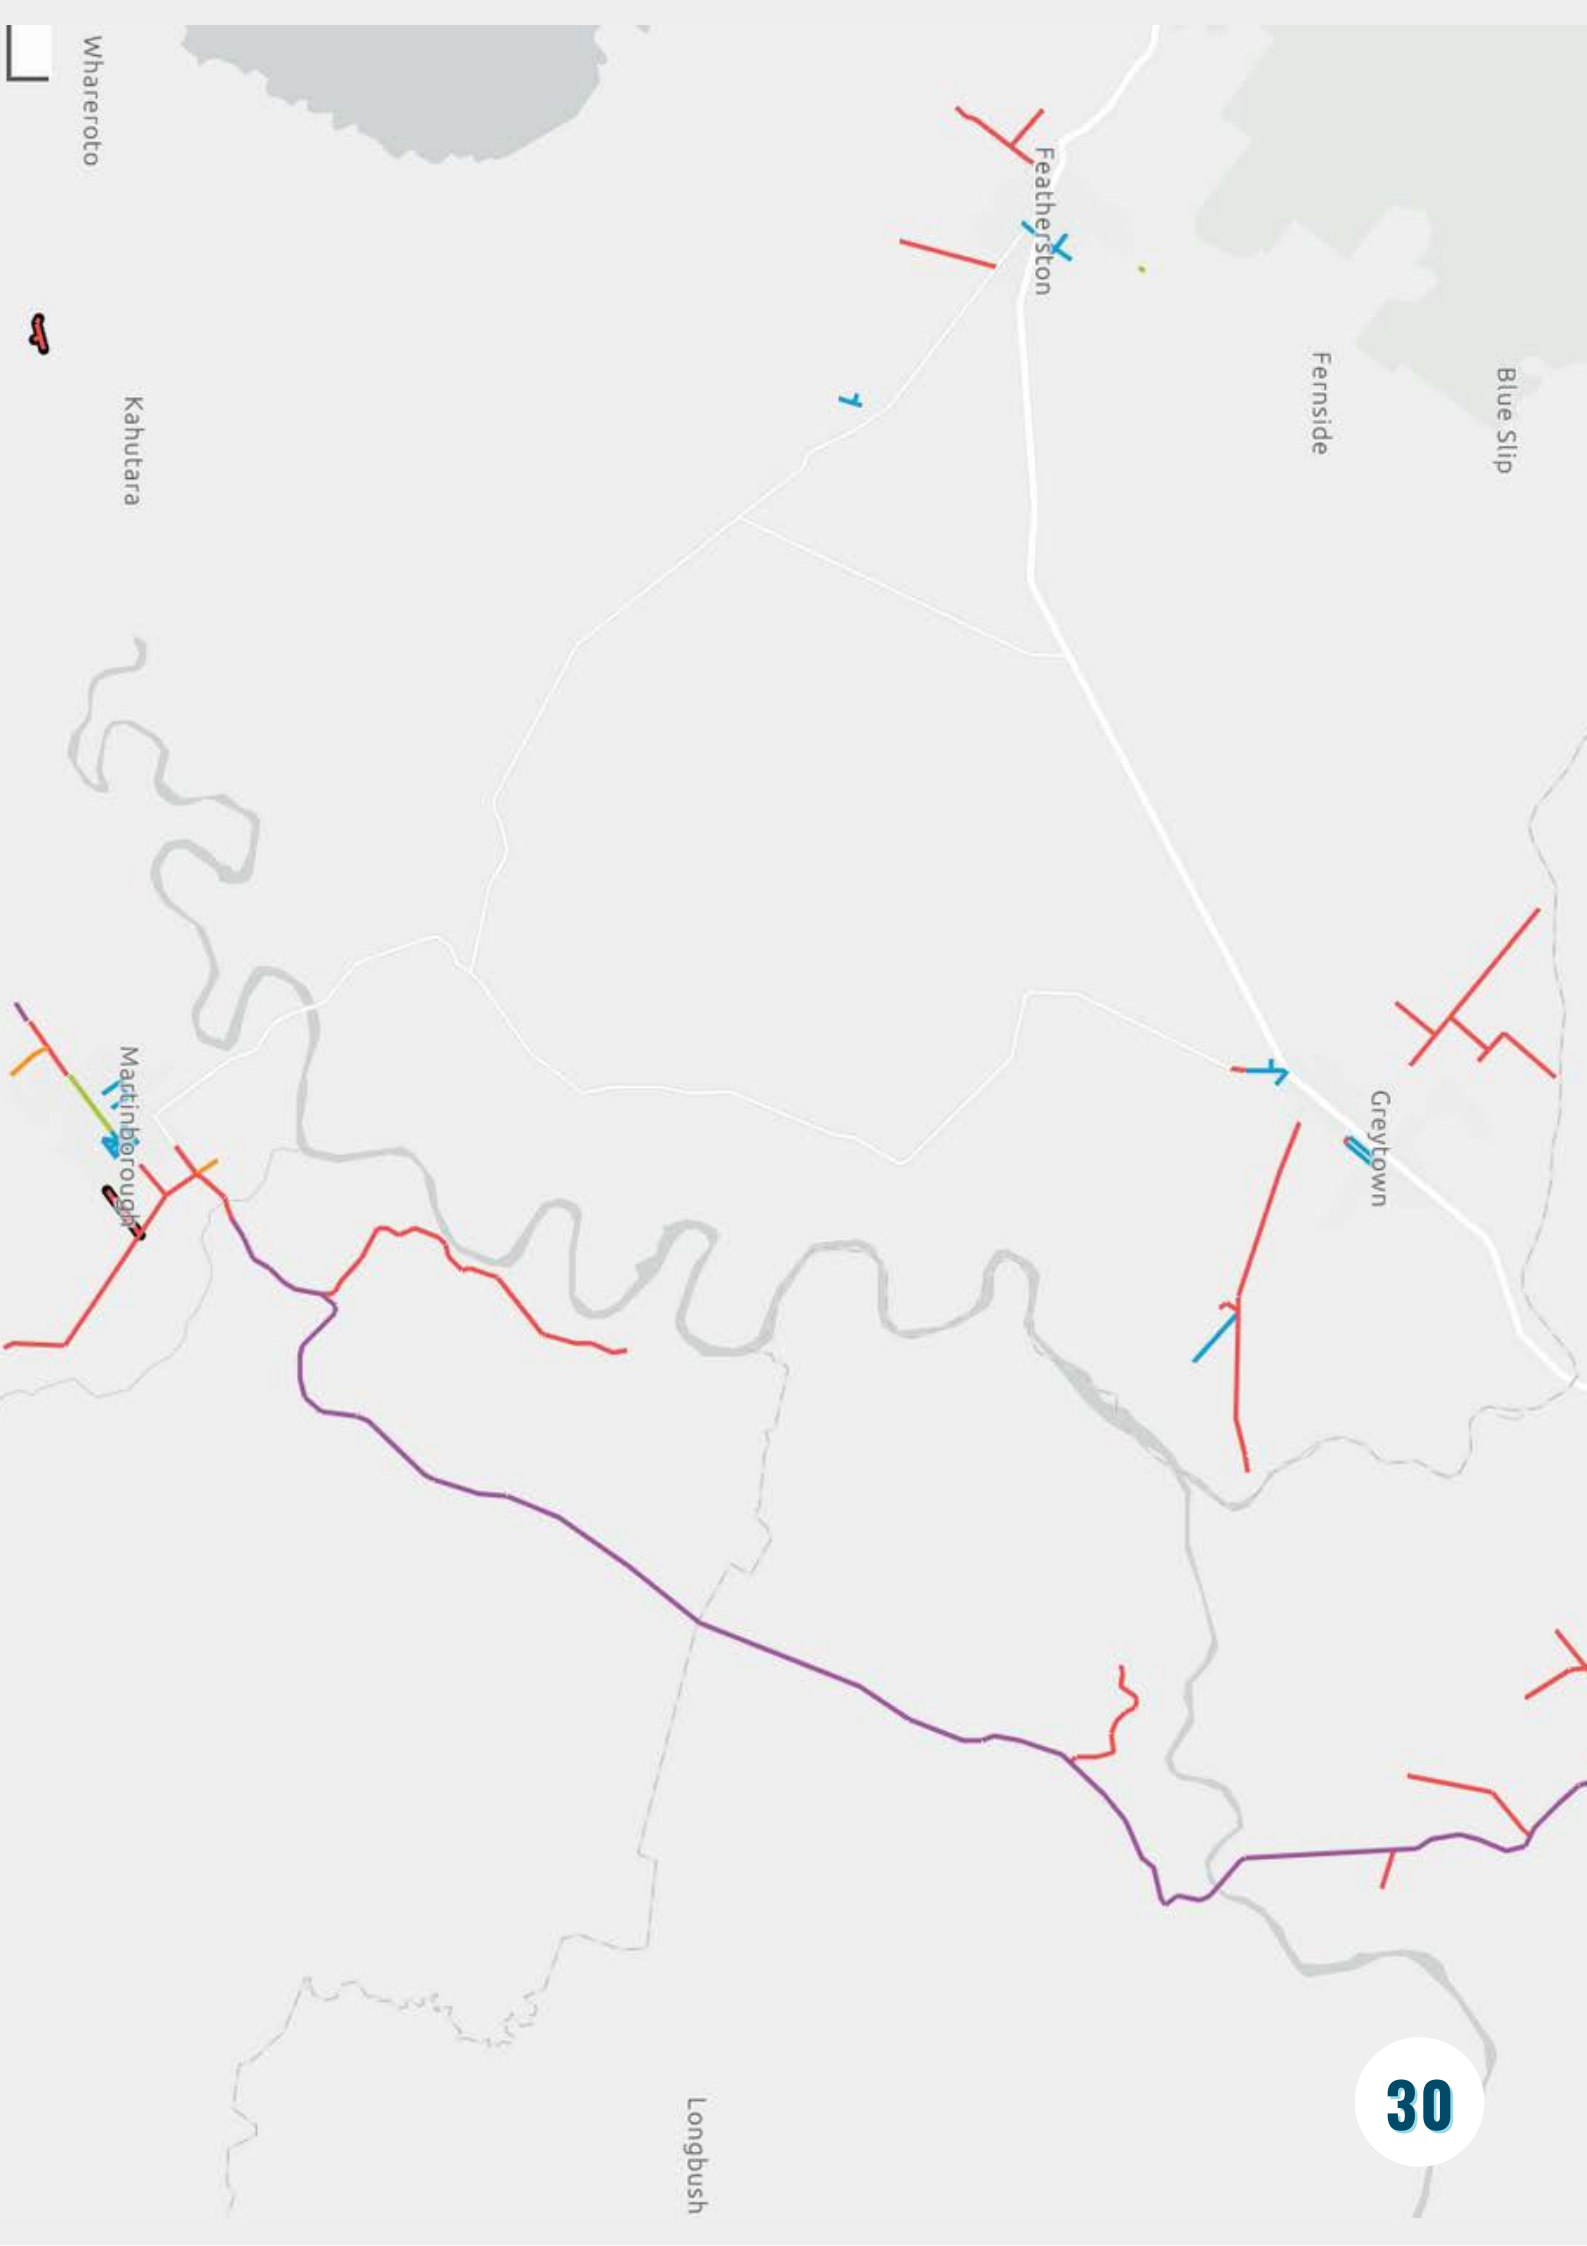 Whareroto
Featherston
Fernside
Blue Slip
Kahutara
Martinborough
Greytown
Longbush
30